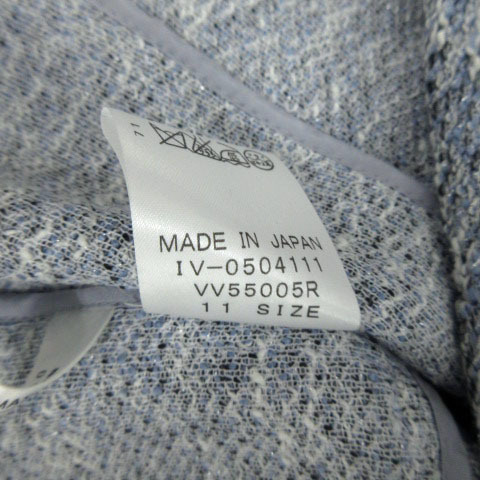 MADE IN JAPAN
IV-0504111
VV55005R
11 SIZE